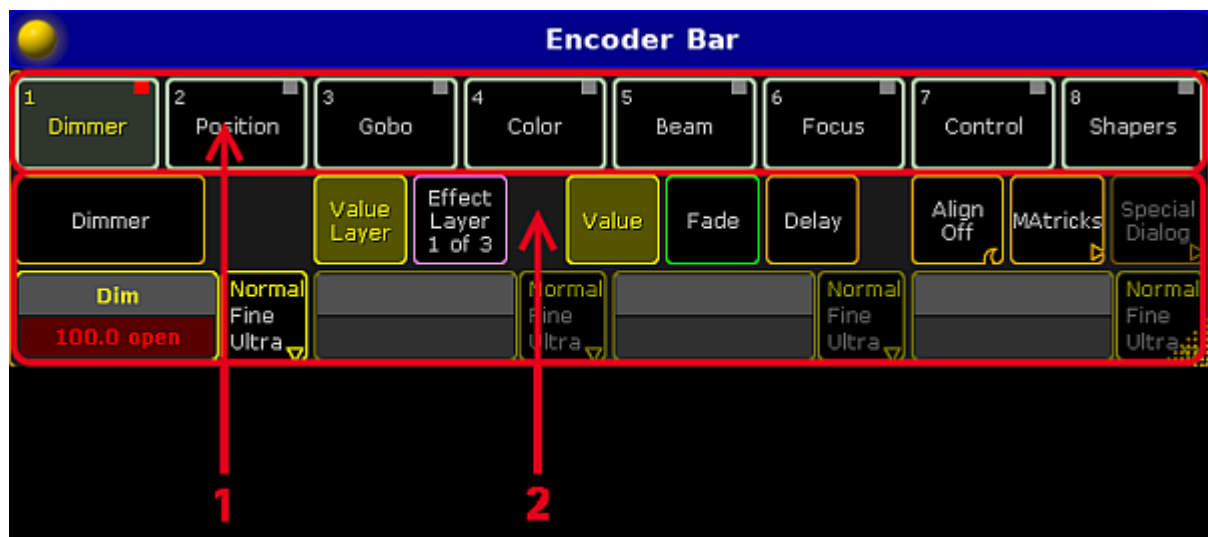 Encoder Bar
1 2 3 4 5 6 7 8
Dimmer Position Gobo Color Beam Focus Control Shapers
Dimmer Value Layer Effect Layer 1 of 3 Value Fade Delay Align Off MAtricks Special Dialog
Dim Normal Normal Normal Normal
Fine Fine Fine Fine
100.0 open Ultra Ultra Ultra Ultra
1 2